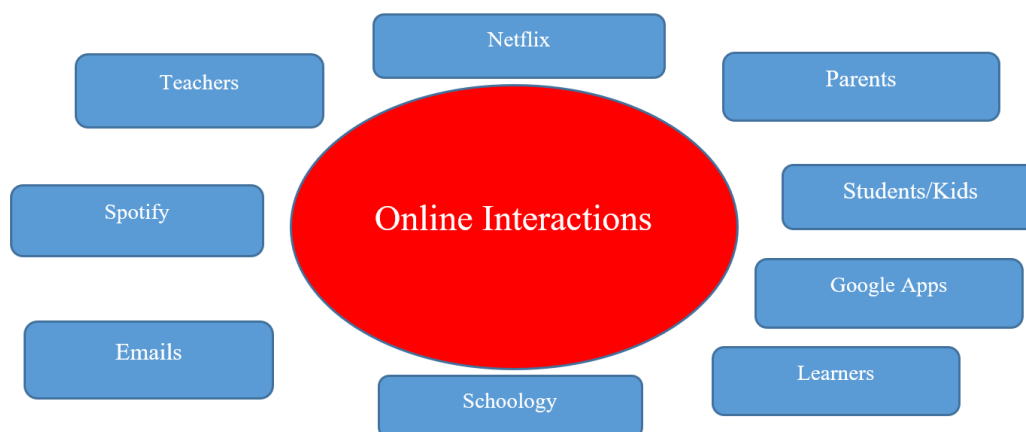 Netflix
Teachers
Parents
Students/Kids
Spotify
Online Interactions
Google Apps
Emails
Learners
Schoology